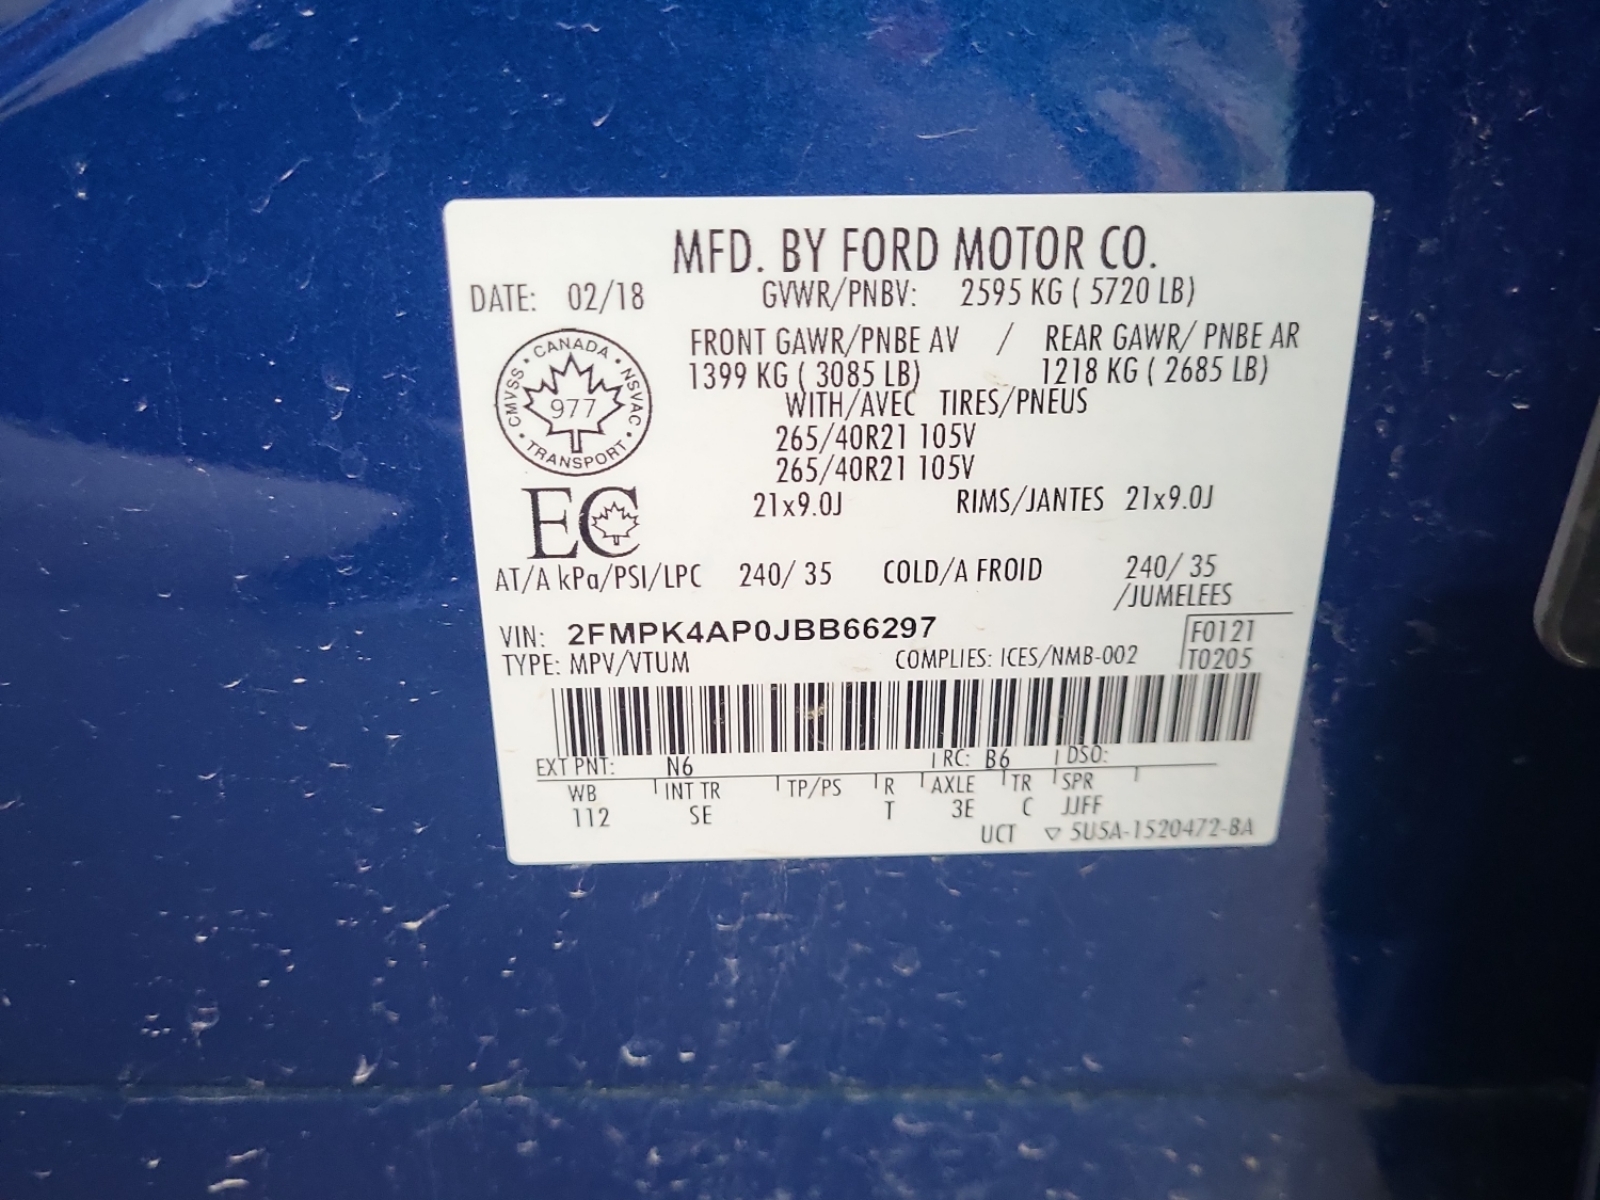 MFD. BY FORD MOTOR CO.
DATE: 02/18 GVWR/PNBV: 2595 KG ( 5720 LB)
FRONT GAWR/PNBE AV / REAR GAWR/ PNBE AR
1399 KG ( 3085 LB) 1218 KG ( 2685 LB)
WITH/AVEC TIRES/PNEUS
265/40R21 105V
265/40R21 105V
21x9.0J RIMS/JANTES 21x9.0J
CANADA • NSVAC • TRANSPORT • CMVSS •
977
EC
AT/A kPa/PSI/LPC 240/ 35 COLD/A FROID 240/ 35
/JUMELEES
VIN: 2FMPK4AP0JBB66297 F0121
TYPE: MPV/VTUM COMPLIES: ICES/NMB-002 T0205
EXT PNT: N6 RC: B6 DSO:
WB INT TR TP/PS R AXLE TR SPR
112 SE T 3E C JJFF
UCT ▽ 5U5A-1520472-BA